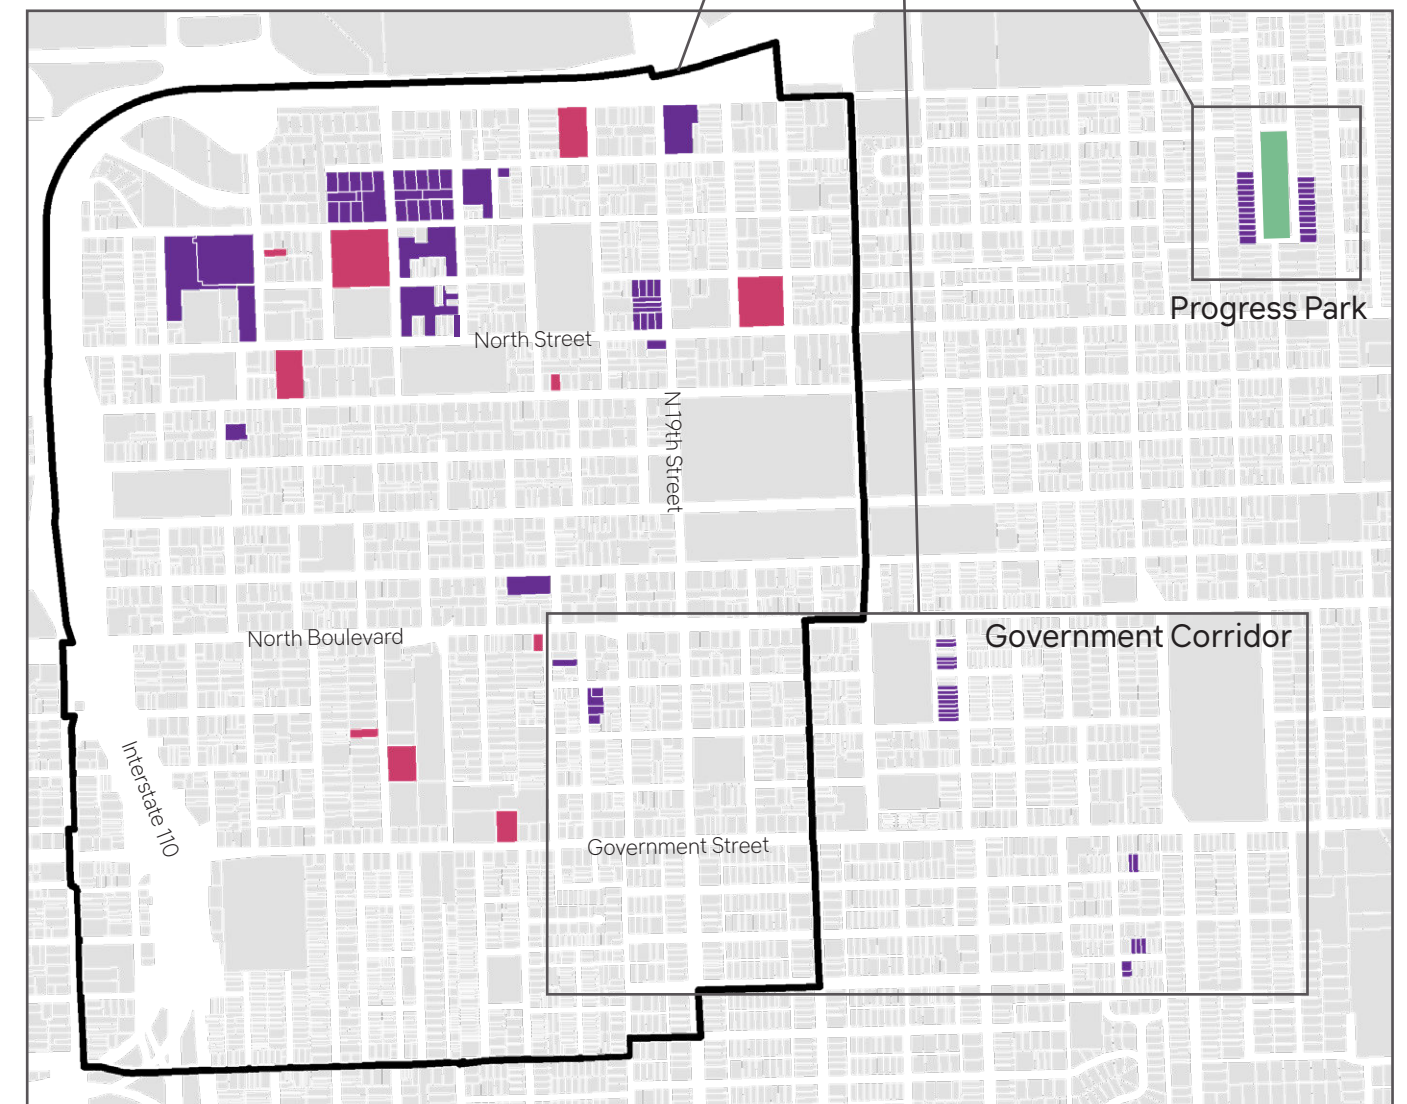 Progress Park
North Street
N 19th Street
North Boulevard
Government Corridor
Interstate 110
Government Street